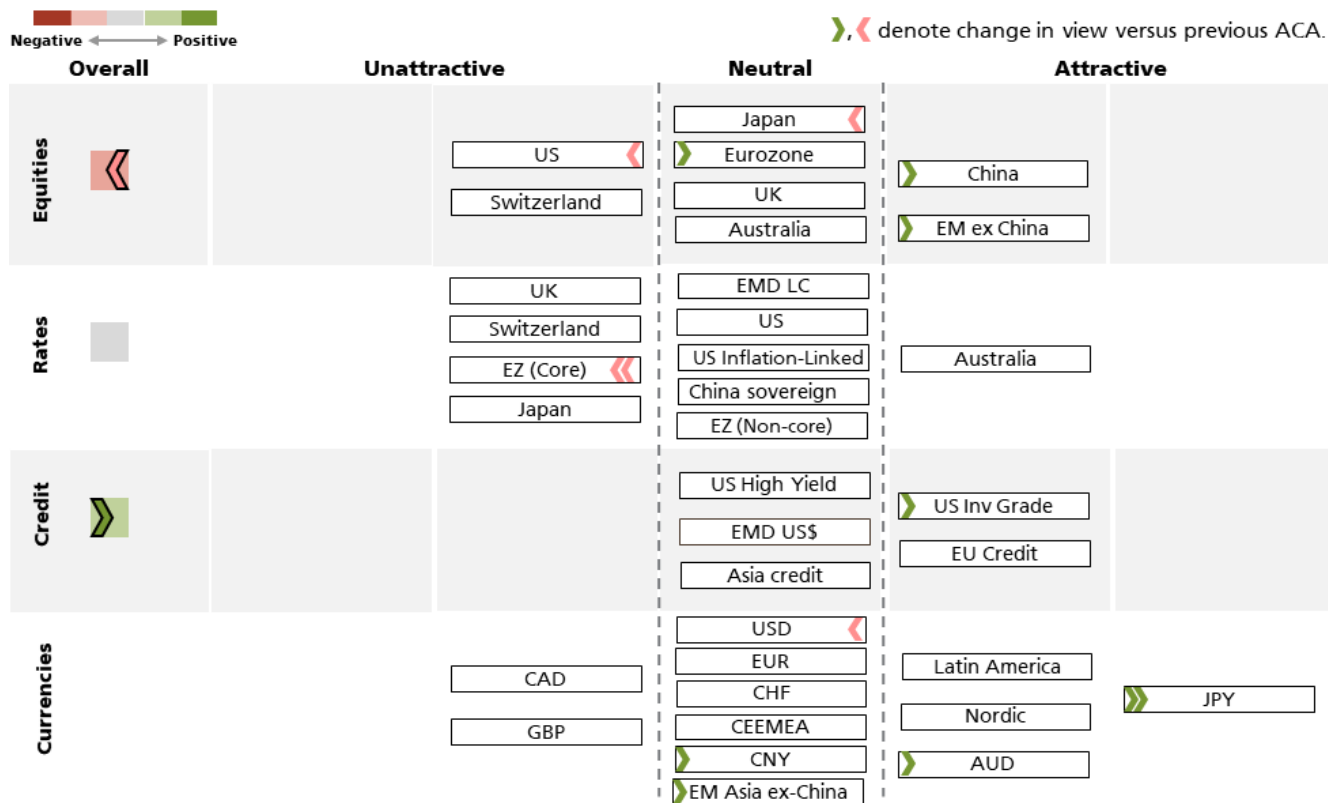 Negative Positive
❯,❮ denote change in view versus previous ACA.
Overall Unattractive Neutral Attractive
Equities
US
Switzerland
Japan
Eurozone
UK
Australia
China
EM ex China
Rates
UK
Switzerland
EZ (Core)
Japan
EMD LC
US
US Inflation-Linked
China sovereign
EZ (Non-core)
Australia
Credit
US High Yield
EMD US$
Asia credit
US Inv Grade
EU Credit
Currencies
CAD
GBP
USD
EUR
CHF
CEEMEA
CNY
EM Asia ex-China
Latin America
Nordic
AUD
JPY